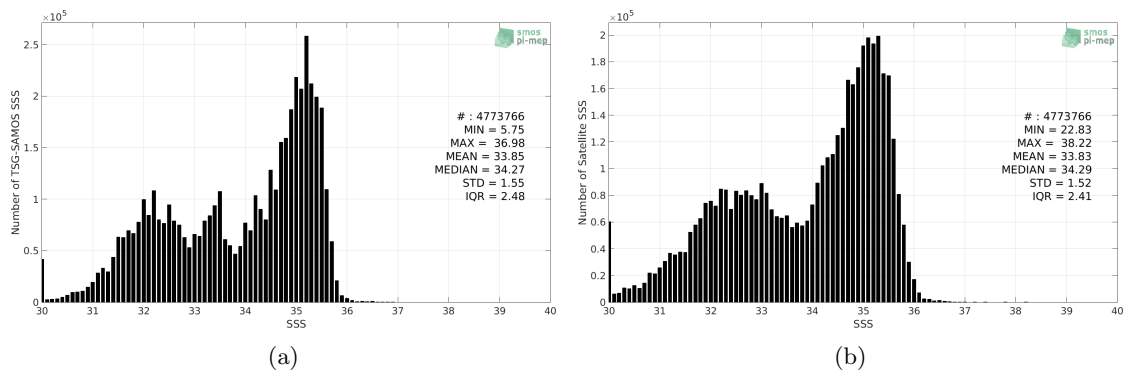 ×10⁵
2.5
2
1.5
1
0.5
0
30 31 32 33 34 35 36 37 38 39 40
Number of TSG-SAMOS SSS
SSS
smos
pi-mep
# : 4773766
MIN = 5.75
MAX = 36.98
MEAN = 33.85
MEDIAN = 34.27
STD = 1.55
IQR = 2.48
(a)
×10⁵
2
1.8
1.6
1.4
1.2
1
0.8
0.6
0.4
0.2
0
30 31 32 33 34 35 36 37 38 39 40
Number of Satellite SSS
SSS
smos
pi-mep
# : 4773766
MIN = 22.83
MAX = 38.22
MEAN = 33.83
MEDIAN = 34.29
STD = 1.52
IQR = 2.41
(b)